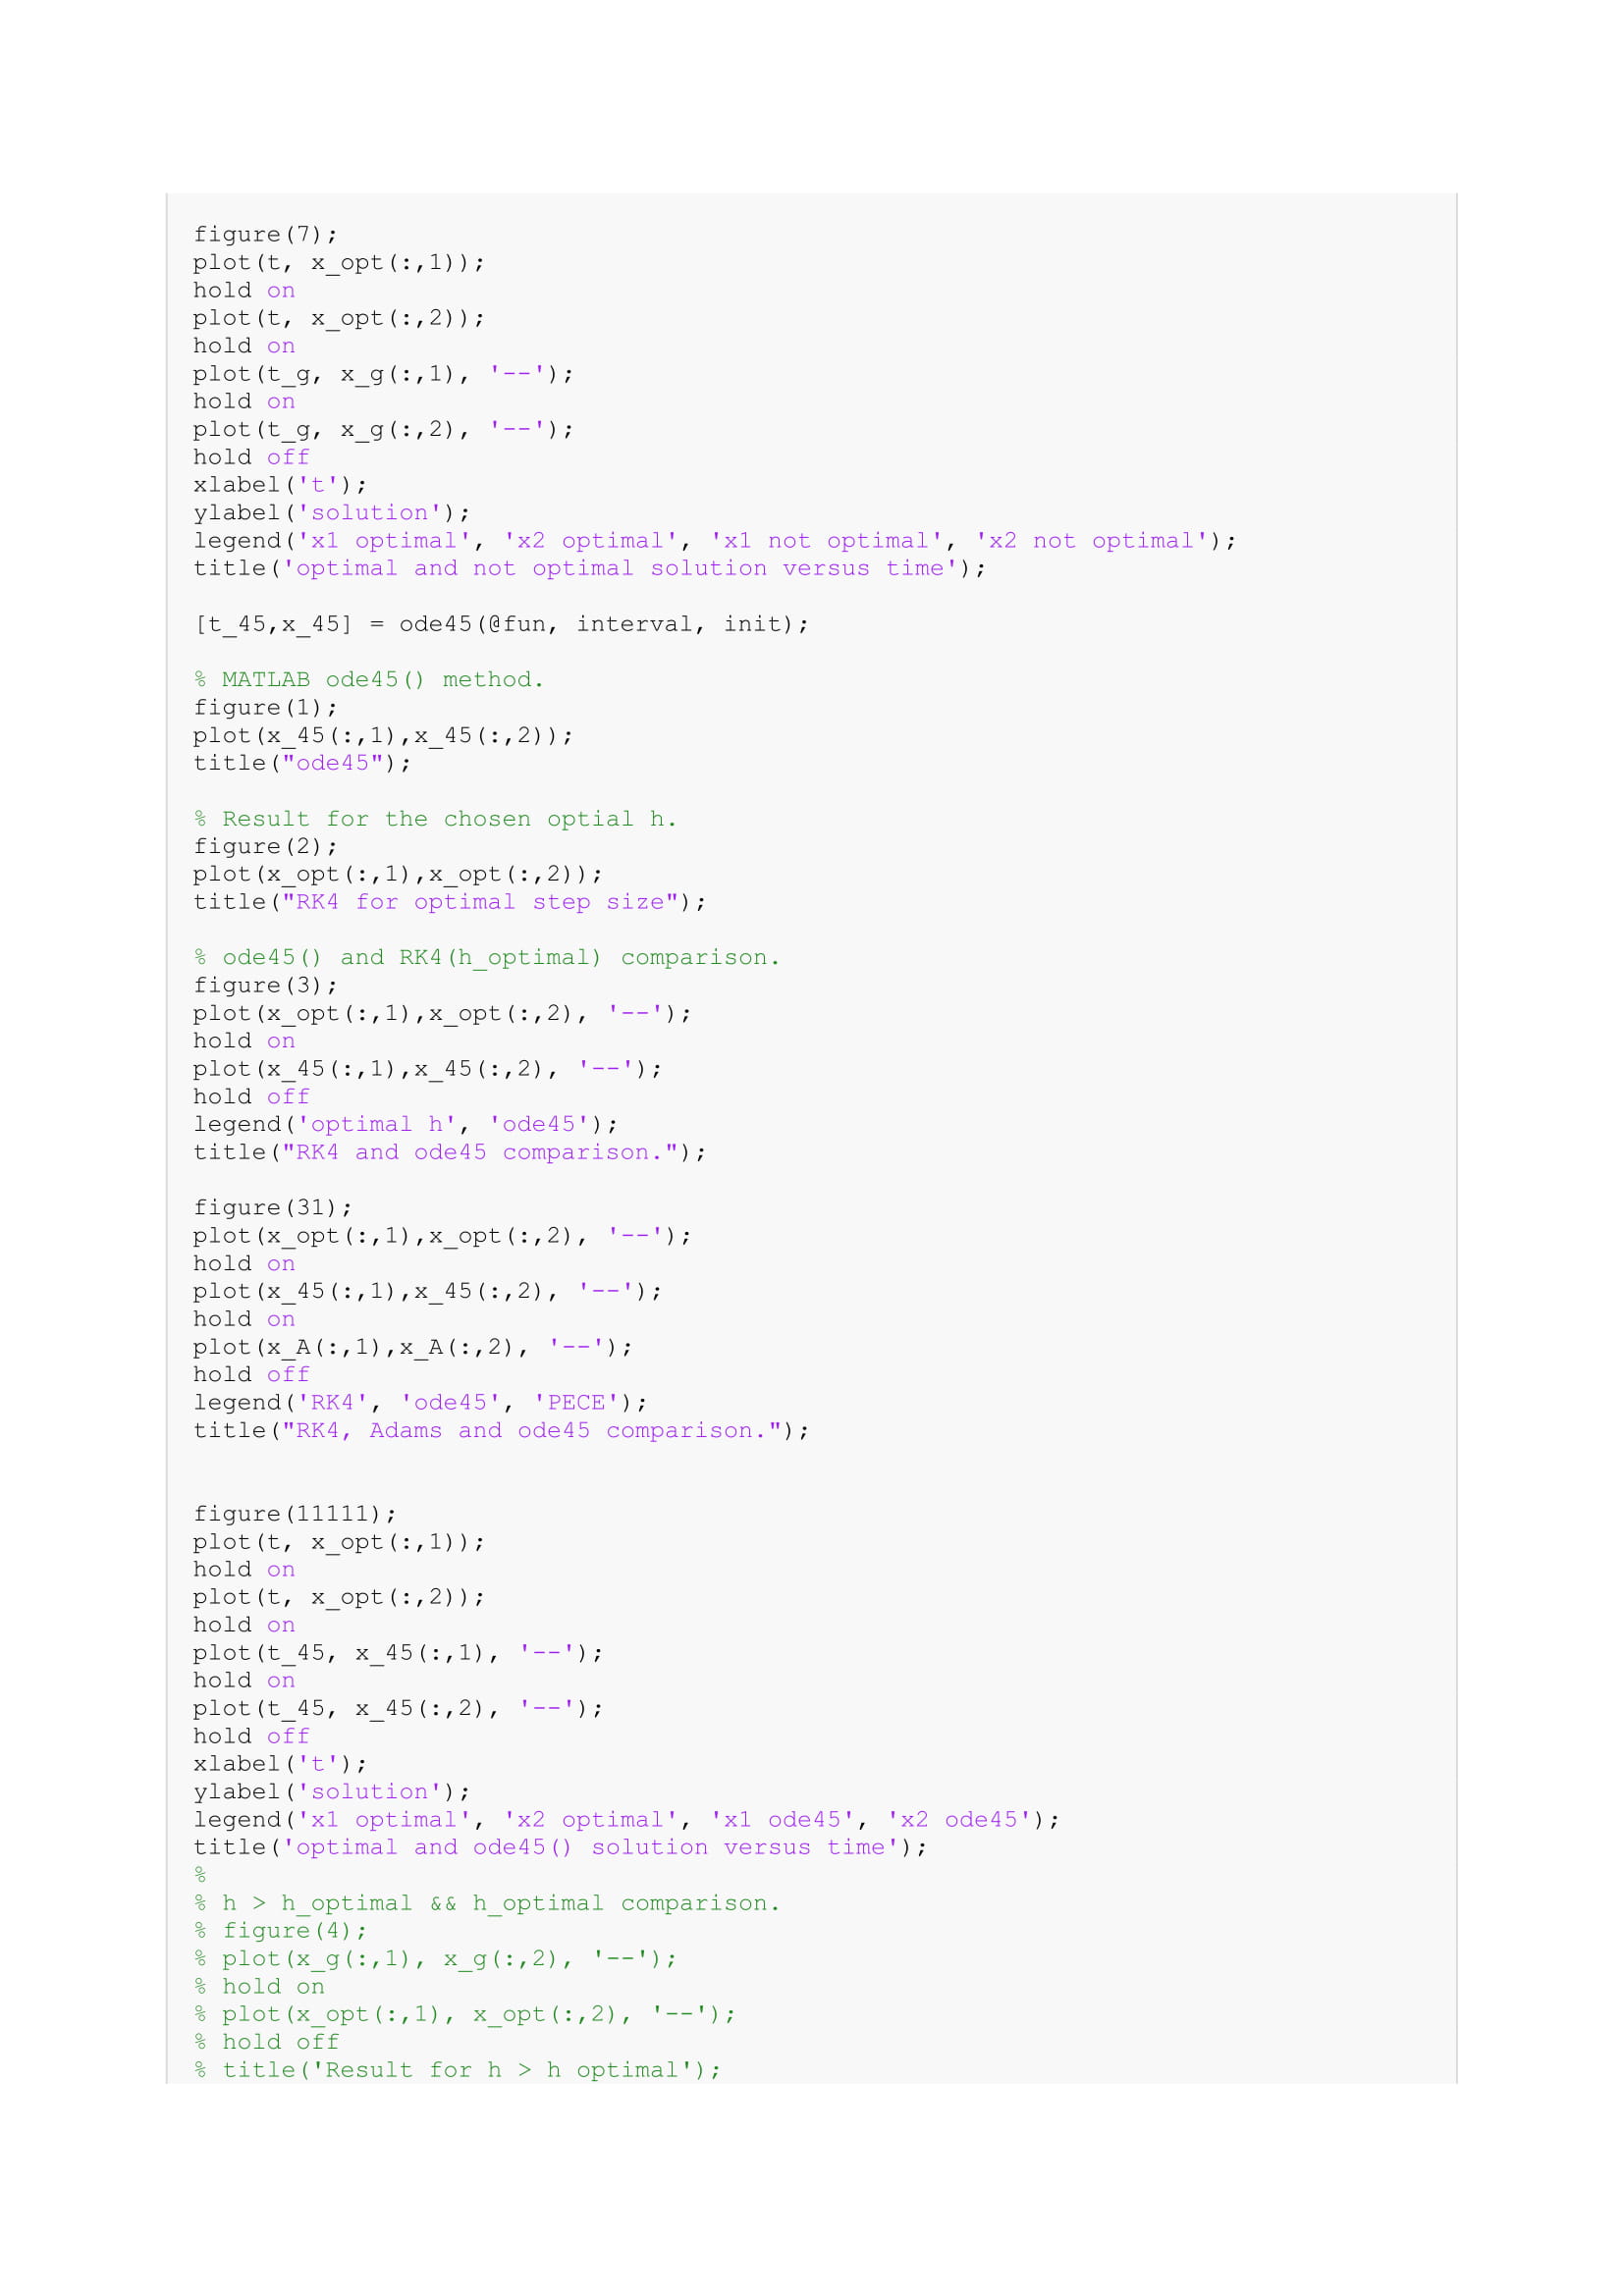 figure(7);
plot(t, x_opt(:,1));
hold on
plot(t, x_opt(:,2));
hold on
plot(t_g, x_g(:,1), '--');
hold on
plot(t_g, x_g(:,2), '--');
hold off
xlabel('t');
ylabel('solution');
legend('x1 optimal', 'x2 optimal', 'x1 not optimal', 'x2 not optimal');
title('optimal and not optimal solution versus time');
[t_45,x_45] = ode45(@fun, interval, init);
% MATLAB ode45() method.
figure(1);
plot(x_45(:,1),x_45(:,2));
title("ode45");
% Result for the chosen optial h.
figure(2);
plot(x_opt(:,1),x_opt(:,2));
title("RK4 for optimal step size");
% ode45() and RK4(h_optimal) comparison.
figure(3);
plot(x_opt(:,1),x_opt(:,2), '--');
hold on
plot(x_45(:,1),x_45(:,2), '--');
hold off
legend('optimal h', 'ode45');
title("RK4 and ode45 comparison.");
figure(31);
plot(x_opt(:,1),x_opt(:,2), '--');
hold on
plot(x_45(:,1),x_45(:,2), '--');
hold on
plot(x_A(:,1),x_A(:,2), '--');
hold off
legend('RK4', 'ode45', 'PECE');
title("RK4, Adams and ode45 comparison.");
figure(11111);
plot(t, x_opt(:,1));
hold on
plot(t, x_opt(:,2));
hold on
plot(t_45, x_45(:,1), '--');
hold on
plot(t_45, x_45(:,2), '--');
hold off
xlabel('t');
ylabel('solution');
legend('x1 optimal', 'x2 optimal', 'x1 ode45', 'x2 ode45');
title('optimal and ode45() solution versus time');
%
% h > h_optimal && h_optimal comparison.
% figure(4);
% plot(x_g(:,1), x_g(:,2), '--');
% hold on
% plot(x_opt(:,1), x_opt(:,2), '--');
% hold off
% title('Result for h > h optimal');